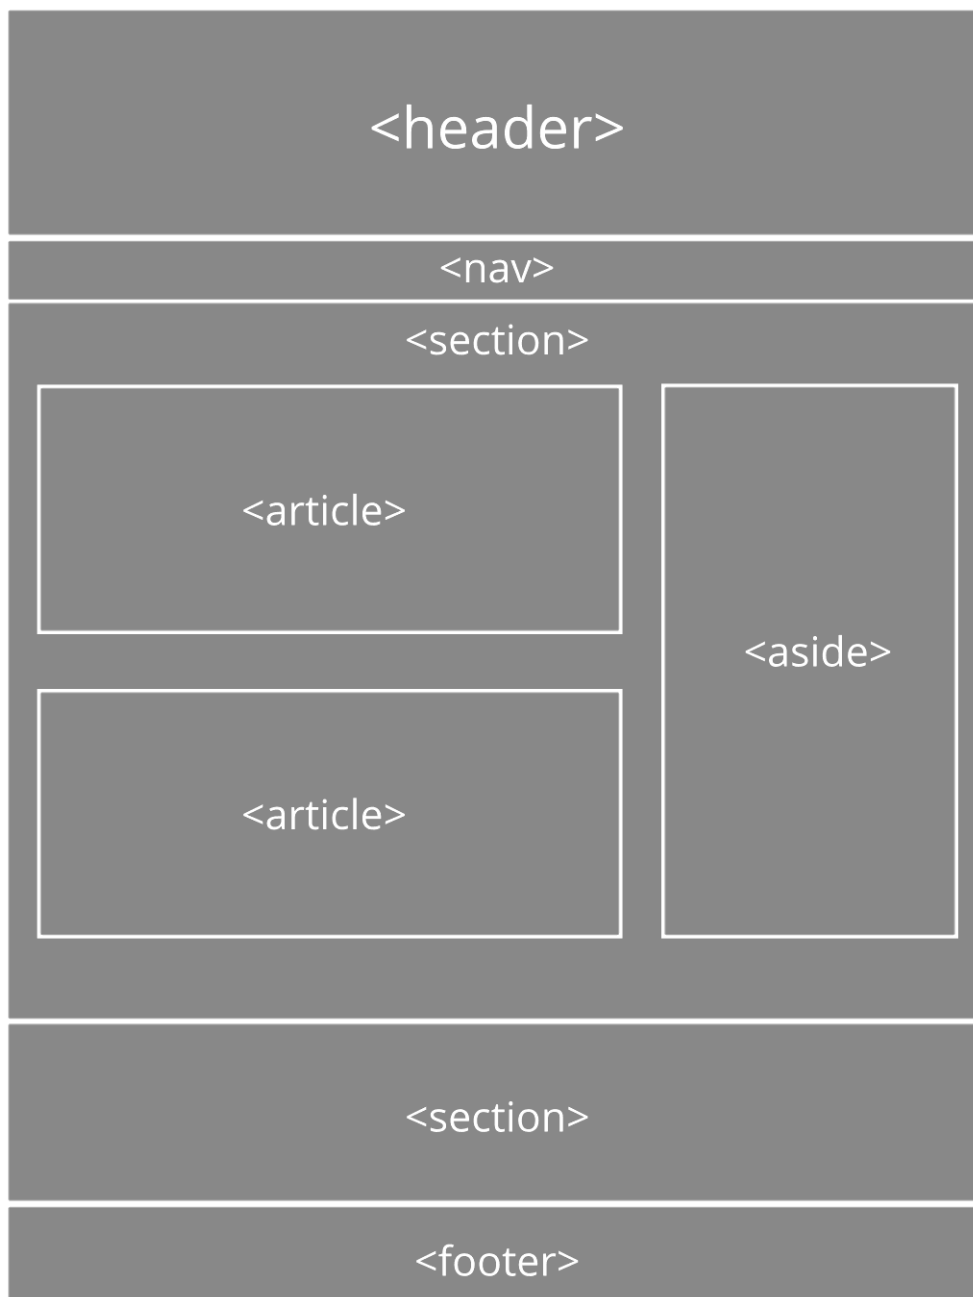 <header>
<nav>
<section>
<article>
<article>
<aside>
<section>
<footer>